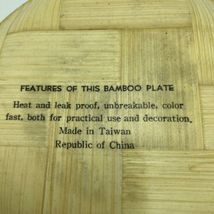 FEATURES OF THIS BAMBOO PLATE
Heat and leak proof, unbreakable, color
fast, both for practical use and decoration.
Made in Taiwan
Republic of China